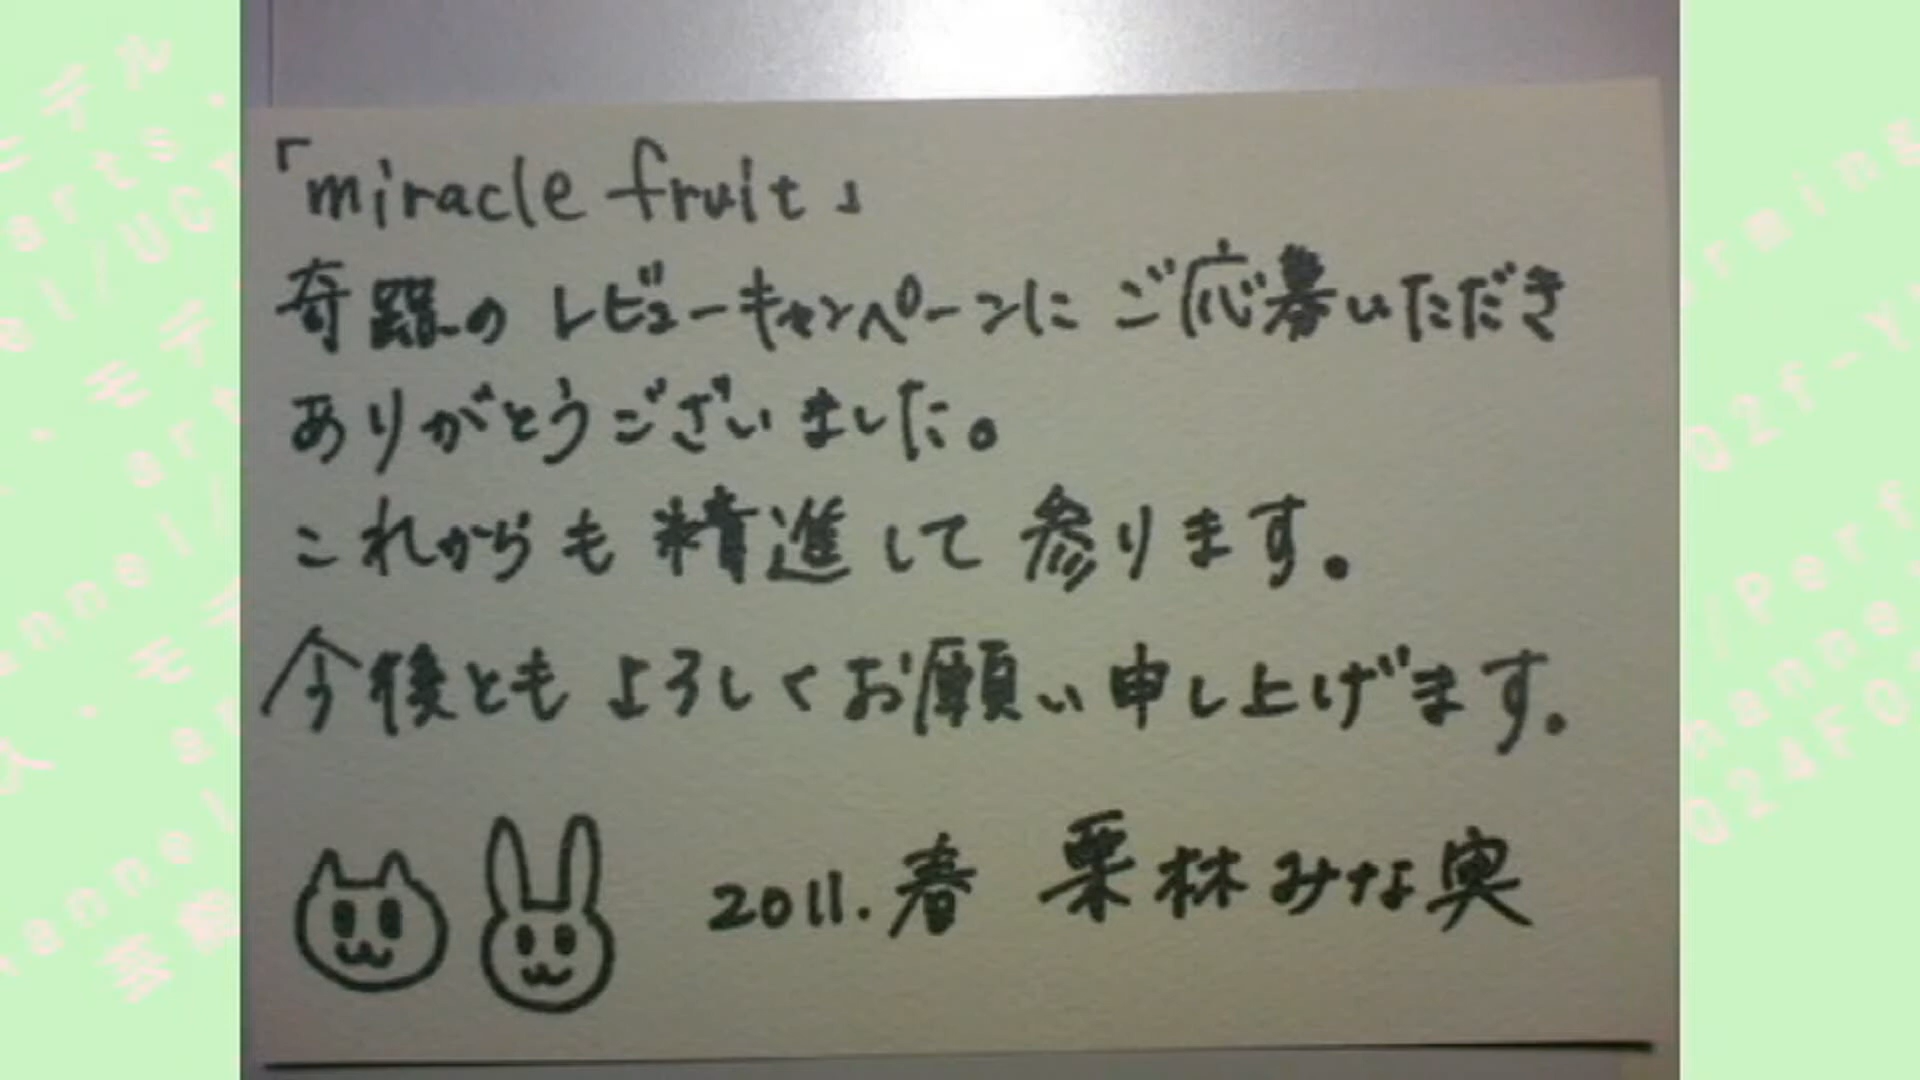 「miracle fruit」
奇跡のレビューキャンペーンにご応募いただき
ありがとうございました。
これからも精進して参ります。
今後ともよろしくお願い申し上げます。
2011.春 栗林みな実